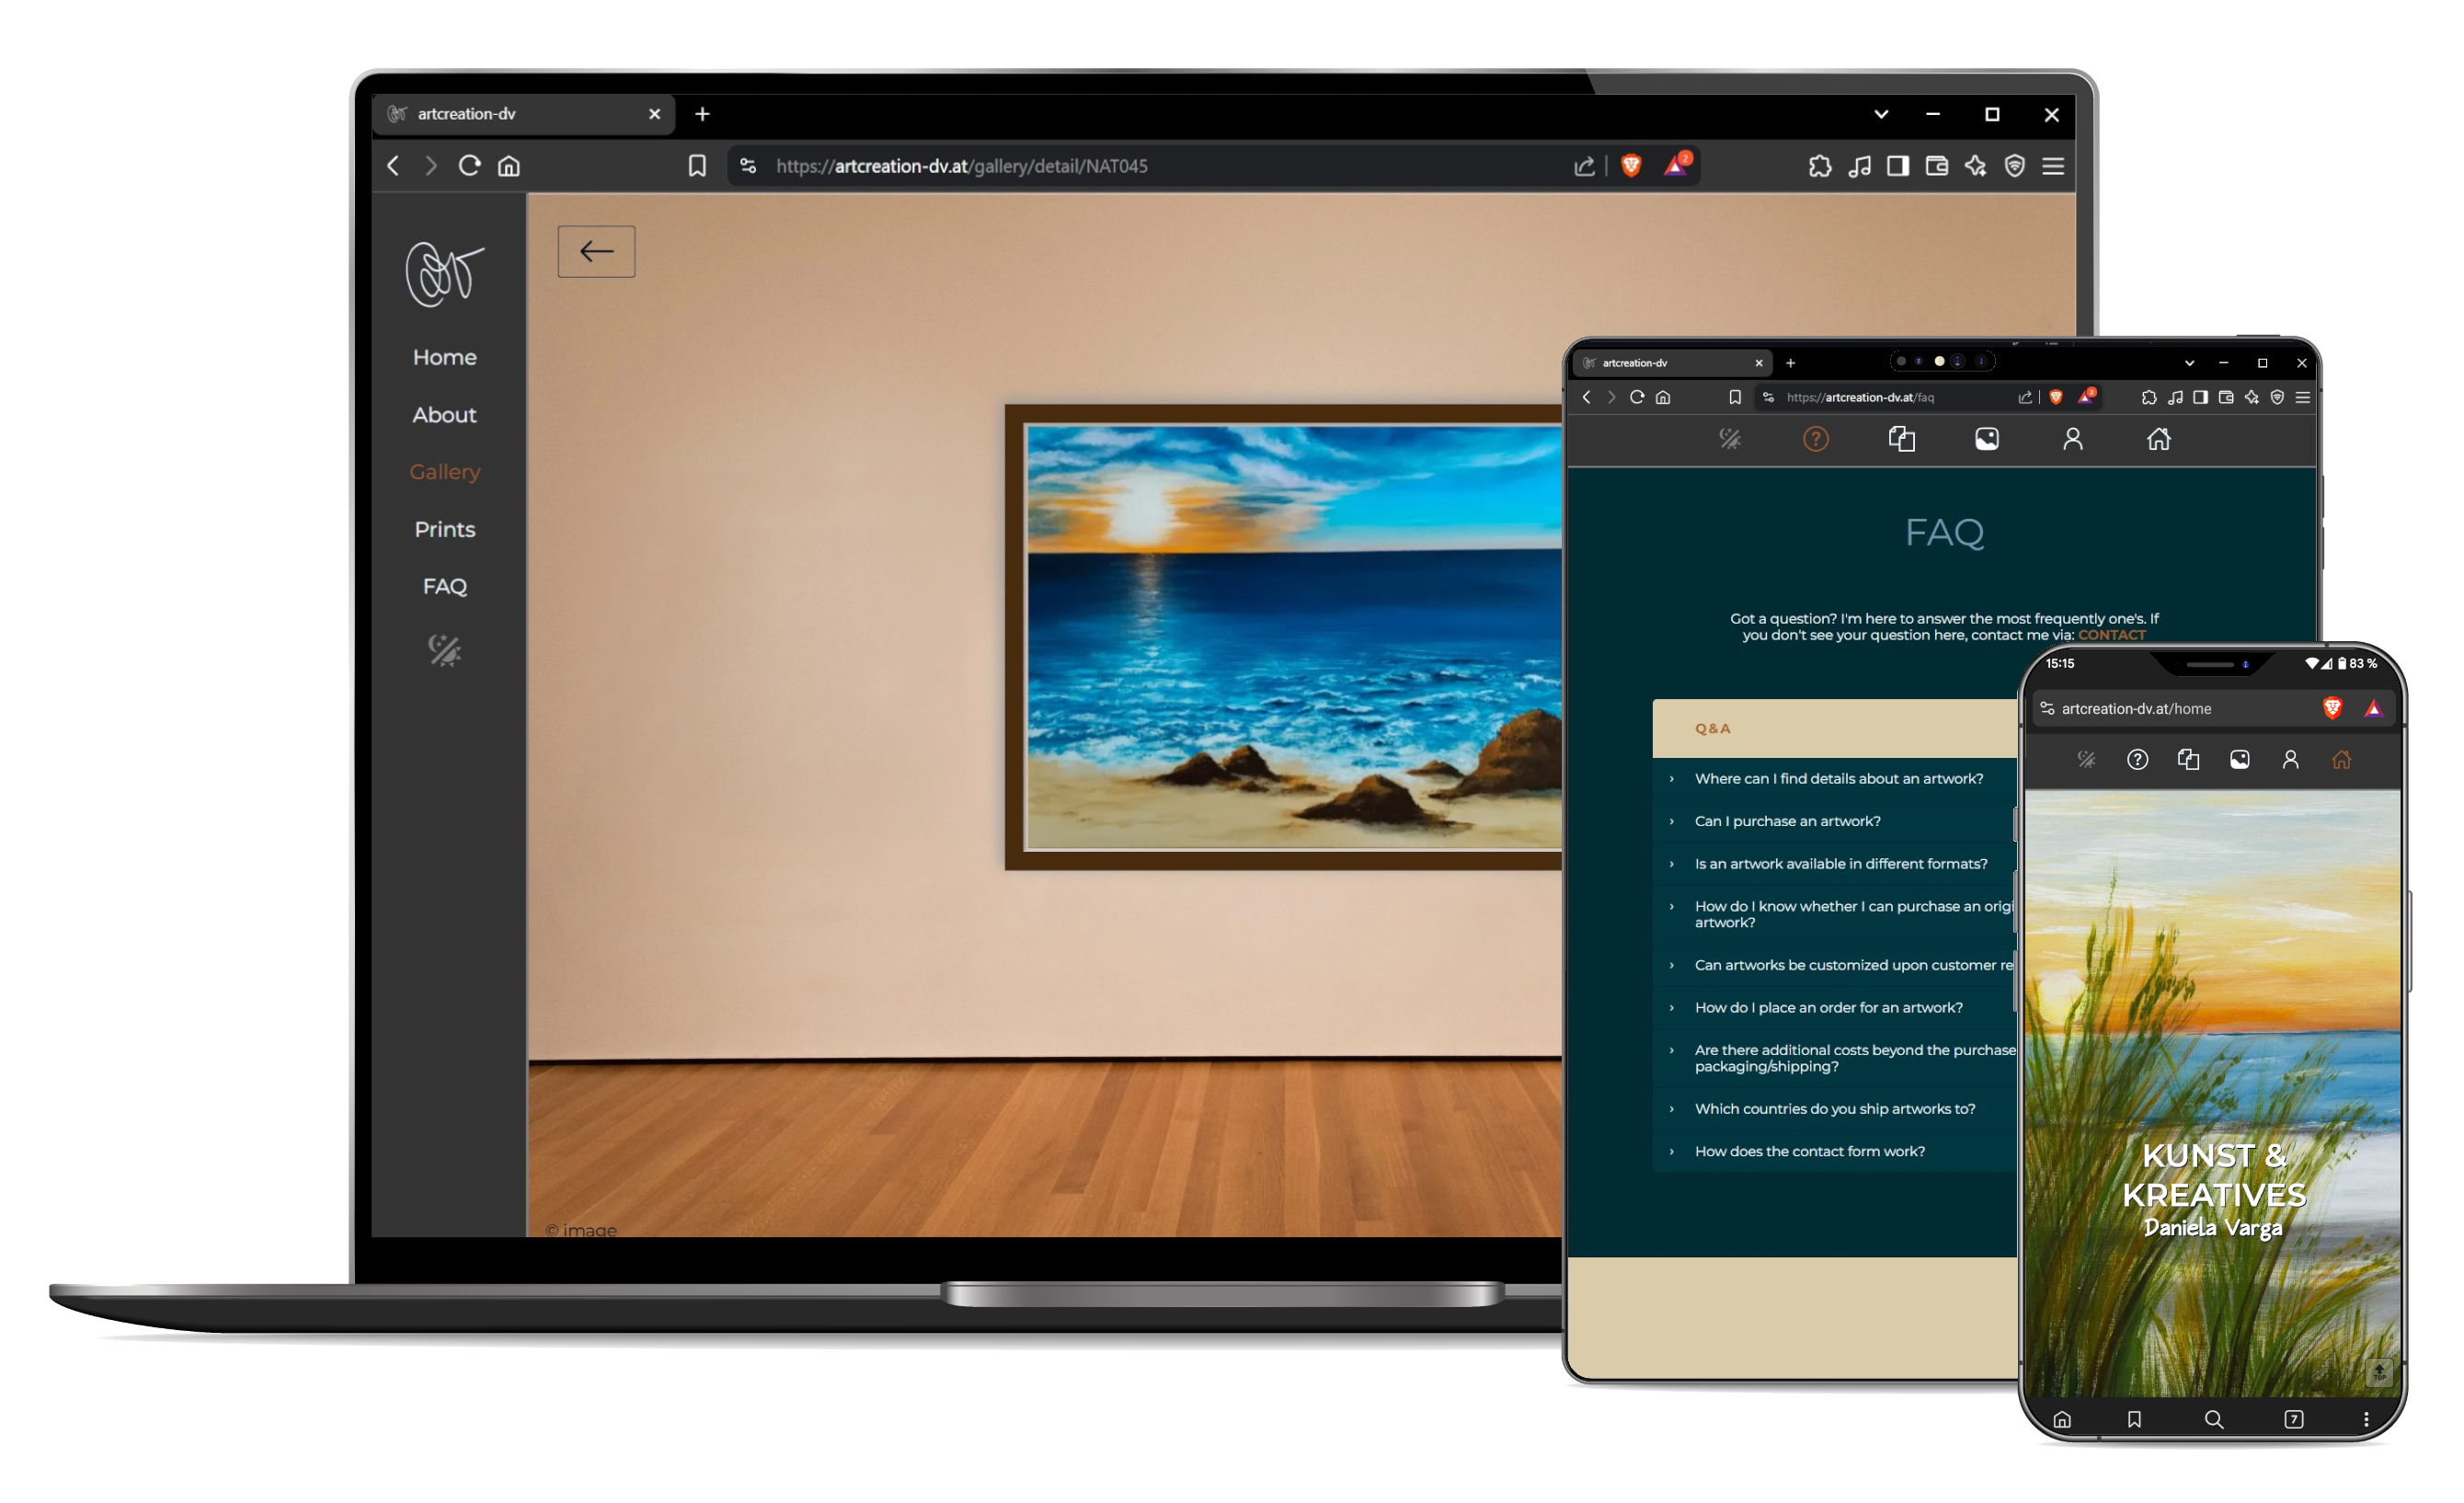 artcreation-dv
https://artcreation-dv.at/gallery/detail/NAT045
2
Home
About
Gallery
Prints
FAQ
© image
artcreation-dv
https://artcreation-dv.at/faq
2
FAQ
Got a question? I'm here to answer the most frequently one's. If
you don't see your question here, contact me via: CONTACT
Q & A
Where can I find details about an artwork?
Can I purchase an artwork?
Is an artwork available in different formats?
How do I know whether I can purchase an origi
artwork?
Can artworks be customized upon customer re
How do I place an order for an artwork?
Are there additional costs beyond the purchase
packaging/shipping?
Which countries do you ship artworks to?
How does the contact form work?
15:15
83 %
artcreation-dv.at/home
KUNST &
KREATIVES
Daniela Varga
TOP
7